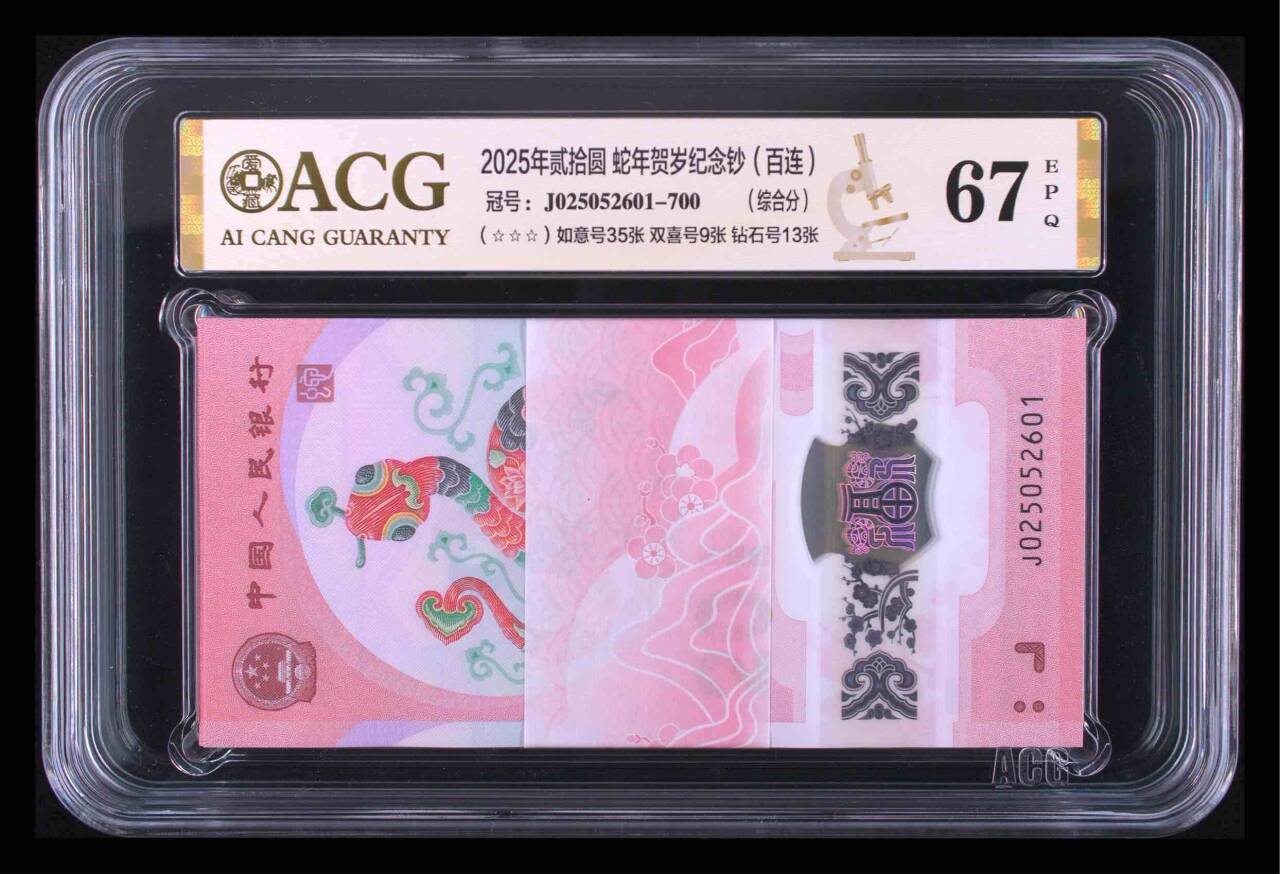 爱藏
ACG
AI CANG GUARANTY
2025年贰拾圆 蛇年贺岁纪念钞（百连）
冠号：J025052601-700 （综合分）
（☆☆☆）如意号35张 双喜号9张 钻石号13张
67
EPQ
中国人民银行
J025052601
ACG